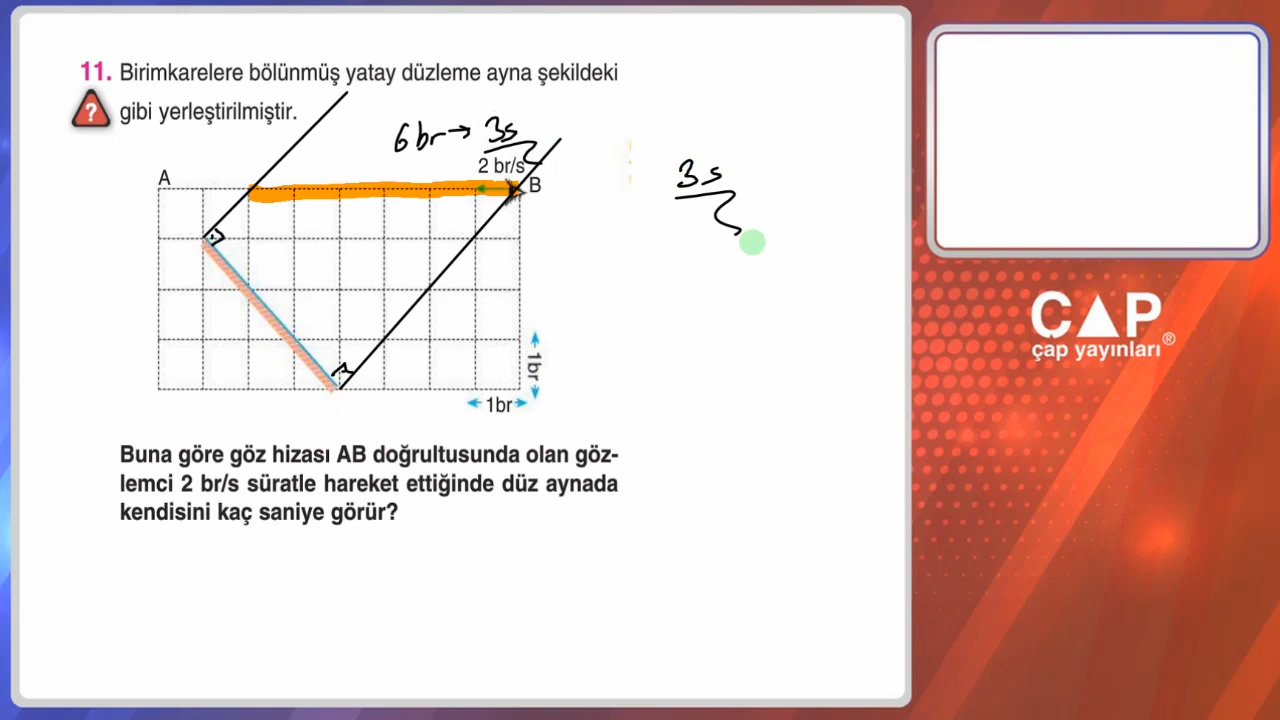 11. Birimkarelere bölünmüş yatay düzleme ayna şekildeki
? gibi yerleştirilmiştir.
6 br → 3s
2 br/s
A
B
3 s
1br
1br
Buna göre göz hizası AB doğrultusunda olan göz-
lemci 2 br/s süratle hareket ettiğinde düz aynada
kendisini kaç saniye görür?
ÇAP®
çap yayınları